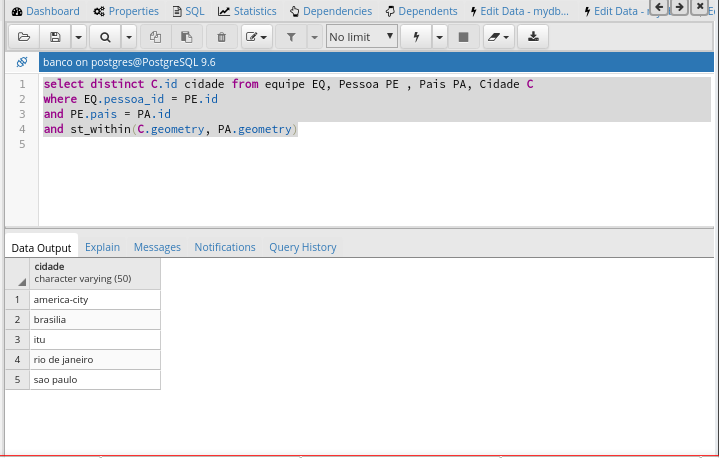 Dashboard Properties SQL Statistics Dependencies Dependents Edit Data - mydb... Edit Data -
No limit
banco on postgres@PostgreSQL 9.6
1 select distinct C.id cidade from equipe EQ, Pessoa PE , Pais PA, Cidade C
2 where EQ.pessoa_id = PE.id
3 and PE.pais = PA.id
4 and st_within(C.geometry, PA.geometry)
5
Data Output Explain Messages Notifications Query History
cidade
character varying (50)
1 america-city
2 brasilia
3 itu
4 rio de janeiro
5 sao paulo